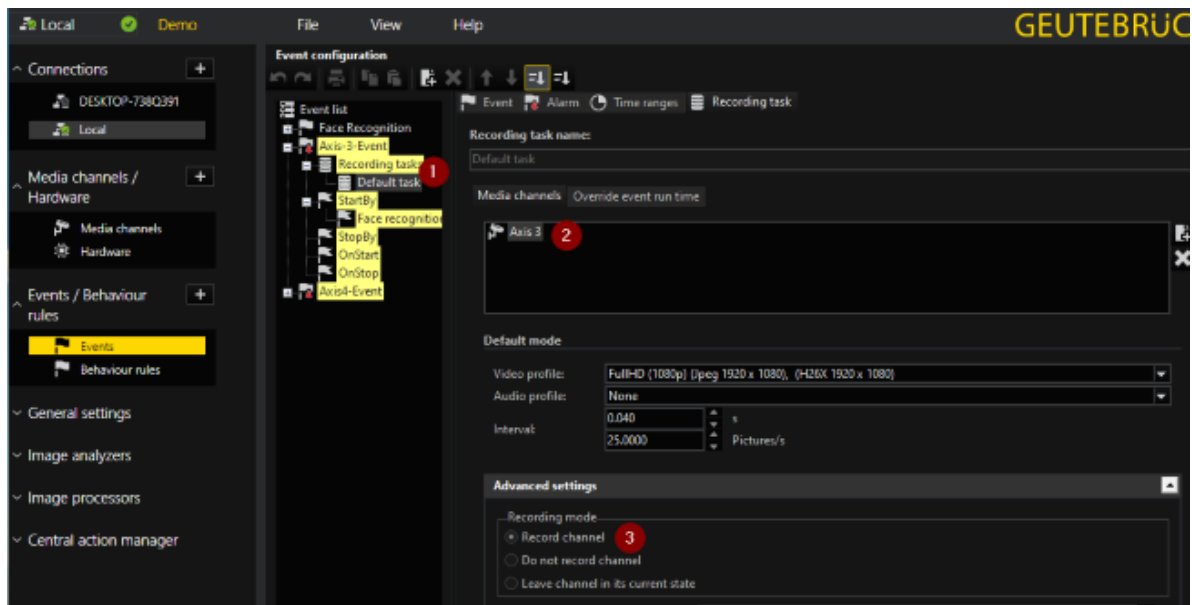 Local Demo File View Help GEUTEBRÜC
Connections
DESKTOP-738Q391
Local
Media channels /
Hardware
Media channels
Hardware
Events / Behaviour
rules
Events
Behaviour rules
General settings
Image analyzers
Image processors
Central action manager
Event configuration
Event list
Face Recognition
Axis-3-Event
Recording tasks
1
Default task
StartBy
Face recognition
StopBy
OnStart
OnStop
Axis4-Event
Event Alarm Time ranges Recording task
Recording task name:
Default task
Media channels Override event run time
Axis 3 2
Default mode
Video profile: FullHD (1080p) (Jpeg 1920 x 1080), (H26X 1920 x 1080)
Audio profile: None
Interval: 0.040 s
25.0000 Pictures/s
Advanced settings
Recording mode
Record channel 3
Do not record channel
Leave channel in its current state